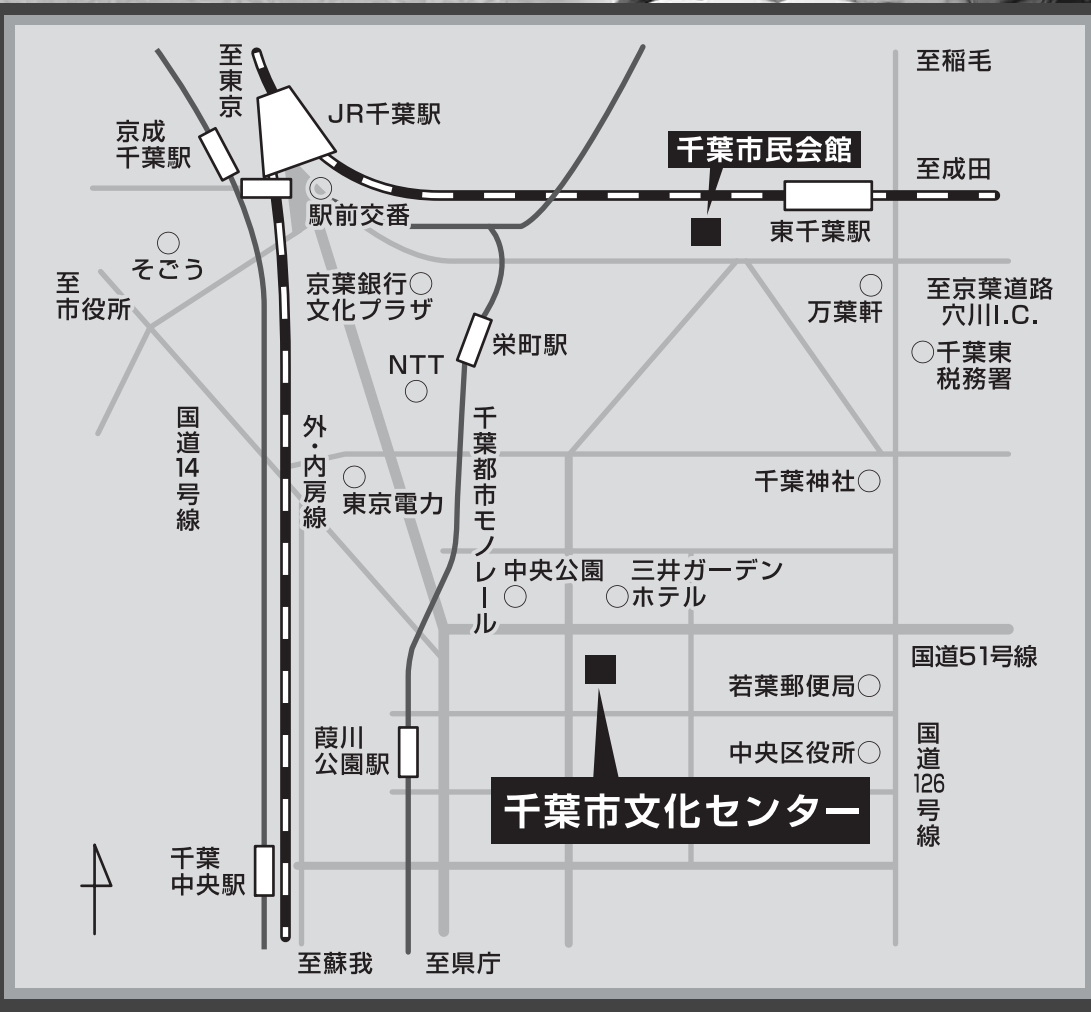 至東京
至稲毛
JR千葉駅
京成
千葉駅
千葉市民会館
至成田
駅前交番
東千葉駅
そごう
至
市役所
京葉銀行
文化プラザ
万葉軒
至京葉道路
穴川I.C.
栄町駅
NTT
千葉東
税務署
国道14号線
外・内房線
千葉都市モノレール
東京電力
千葉神社
中央公園
三井ガーデン
ホテル
国道51号線
若葉郵便局
葭川
公園駅
中央区役所
国道126号線
千葉市文化センター
千葉
中央駅
至蘇我
至県庁